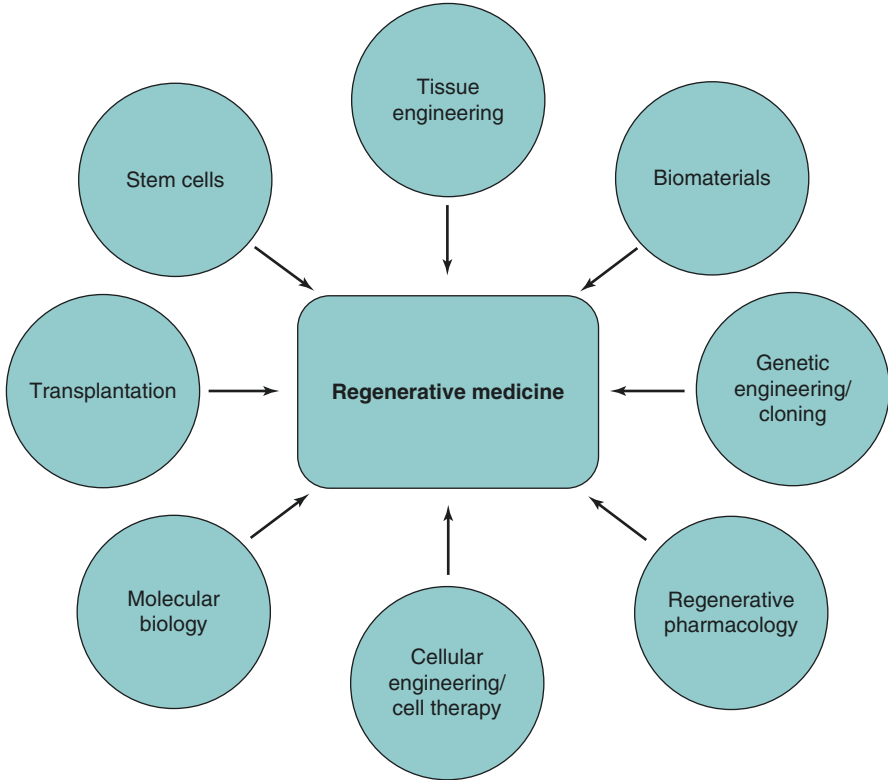 Tissue
engineering
Stem cells
Biomaterials
Transplantation
Regenerative medicine
Genetic
engineering/
cloning
Molecular
biology
Cellular
engineering/
cell therapy
Regenerative
pharmacology